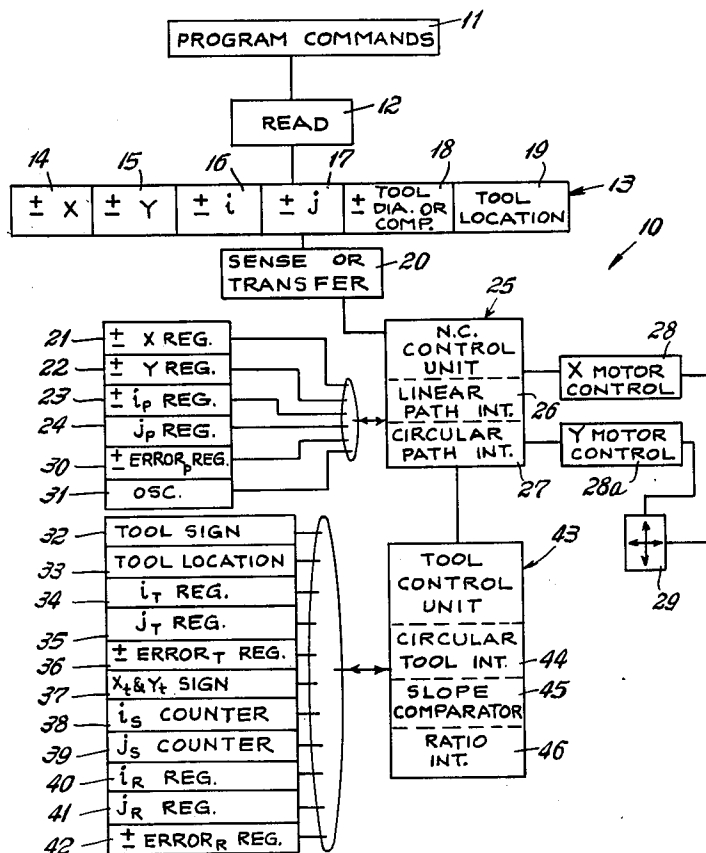 11
PROGRAM COMMANDS
12
READ
14
15
16
17
18
19
± X
± Y
± i
± j
± TOOL DIA. OR COMP.
TOOL LOCATION
13
10
SENSE OR TRANSFER
20
25
21
± X REG.
22
± Y REG.
23
± iP REG.
24
jP REG.
30
± ERRORP REG.
31
OSC.
N.C. CONTROL UNIT
LINEAR PATH INT.
26
CIRCULAR PATH INT.
27
28
X MOTOR CONTROL
Y MOTOR CONTROL
28a
29
32
TOOL SIGN
33
TOOL LOCATION
34
iT REG.
35
jT REG.
36
± ERRORT REG.
37
Xt & Yt SIGN
38
iS COUNTER
39
jS COUNTER
40
iR REG.
41
jR REG.
42
± ERRORR REG.
43
TOOL CONTROL UNIT
CIRCULAR TOOL INT.
44
SLOPE COMPARATOR
45
RATIO INT.
46